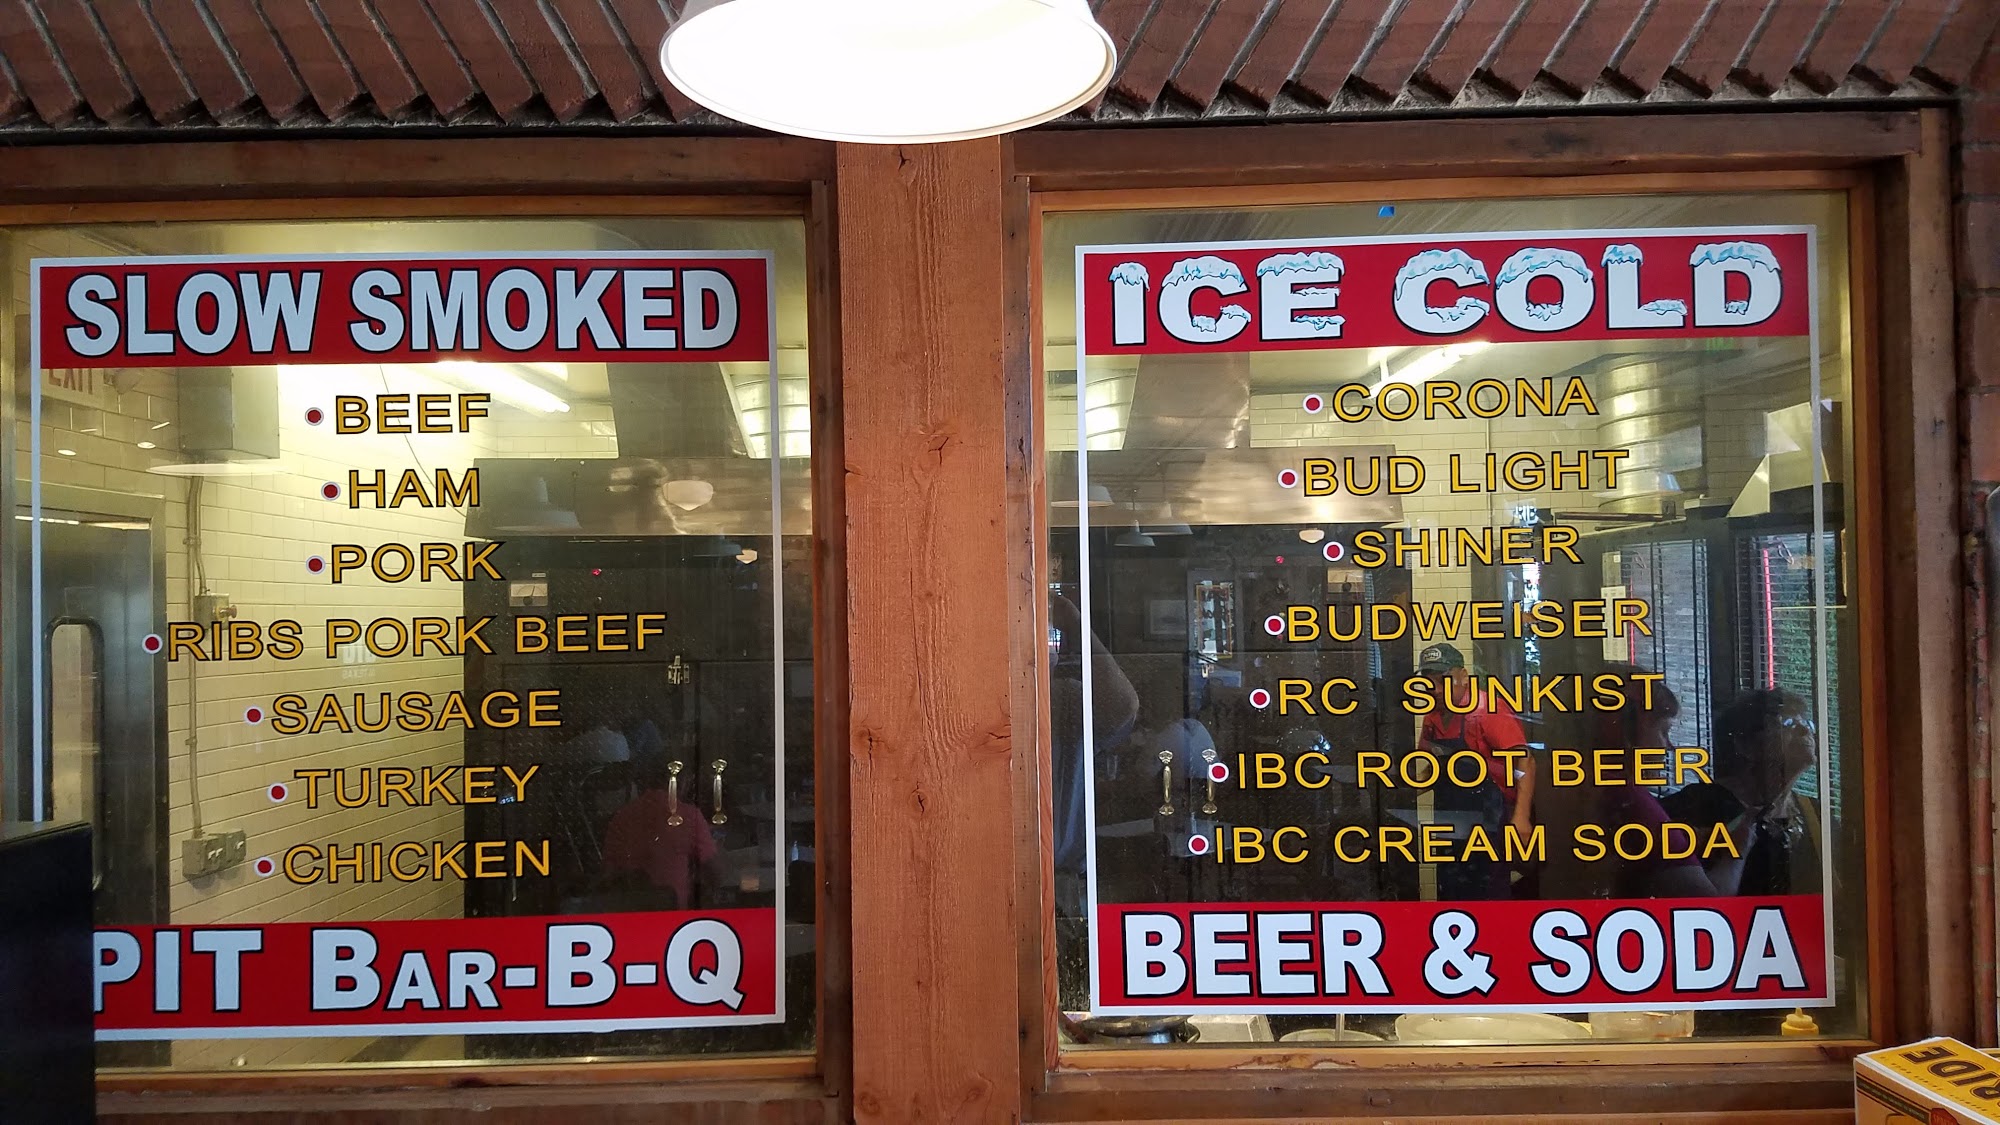 SLOW SMOKED
•BEEF
•HAM
•PORK
•RIBS PORK BEEF
•SAUSAGE
•TURKEY
•CHICKEN
PIT BAR-B-Q
ICE COLD
•CORONA
•BUD LIGHT
•SHINER
•BUDWEISER
•RC SUNKIST
•IBC ROOT BEER
•IBC CREAM SODA
BEER & SODA
EXIT